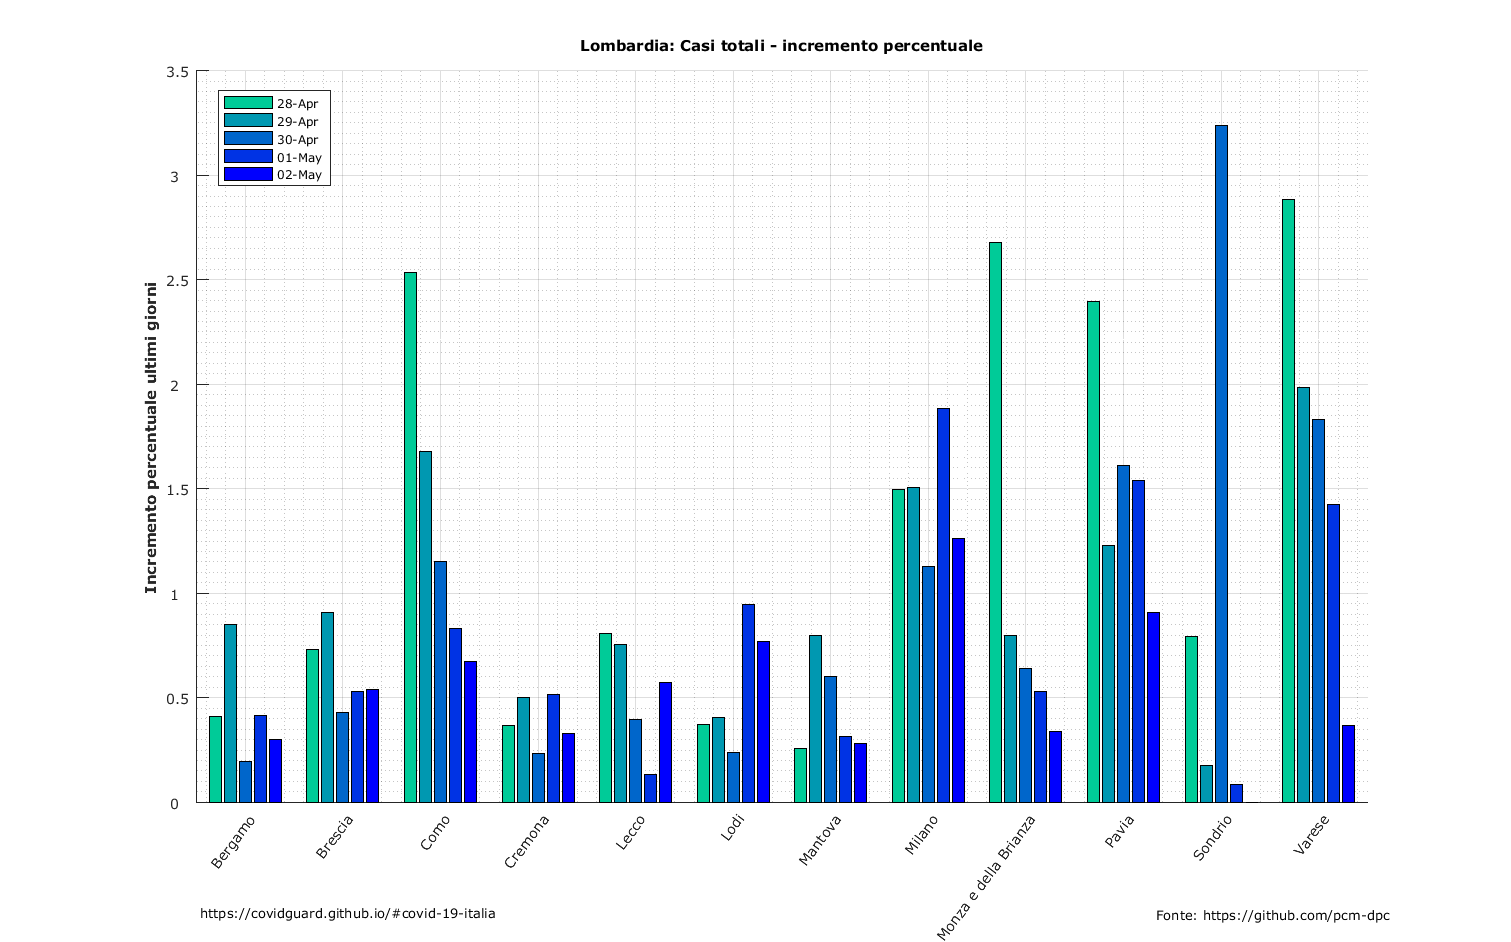 Lombardia: Casi totali - incremento percentuale
Incremento percentuale ultimi giorni
3.5
3
2.5
2
1.5
1
0.5
0
28-Apr
29-Apr
30-Apr
01-May
02-May
Bergamo
Brescia
Como
Cremona
Lecco
Lodi
Mantova
Milano
Monza e della Brianza
Pavia
Sondrio
Varese
https://covidguard.github.io/#covid-19-italia
Fonte: https://github.com/pcm-dpc